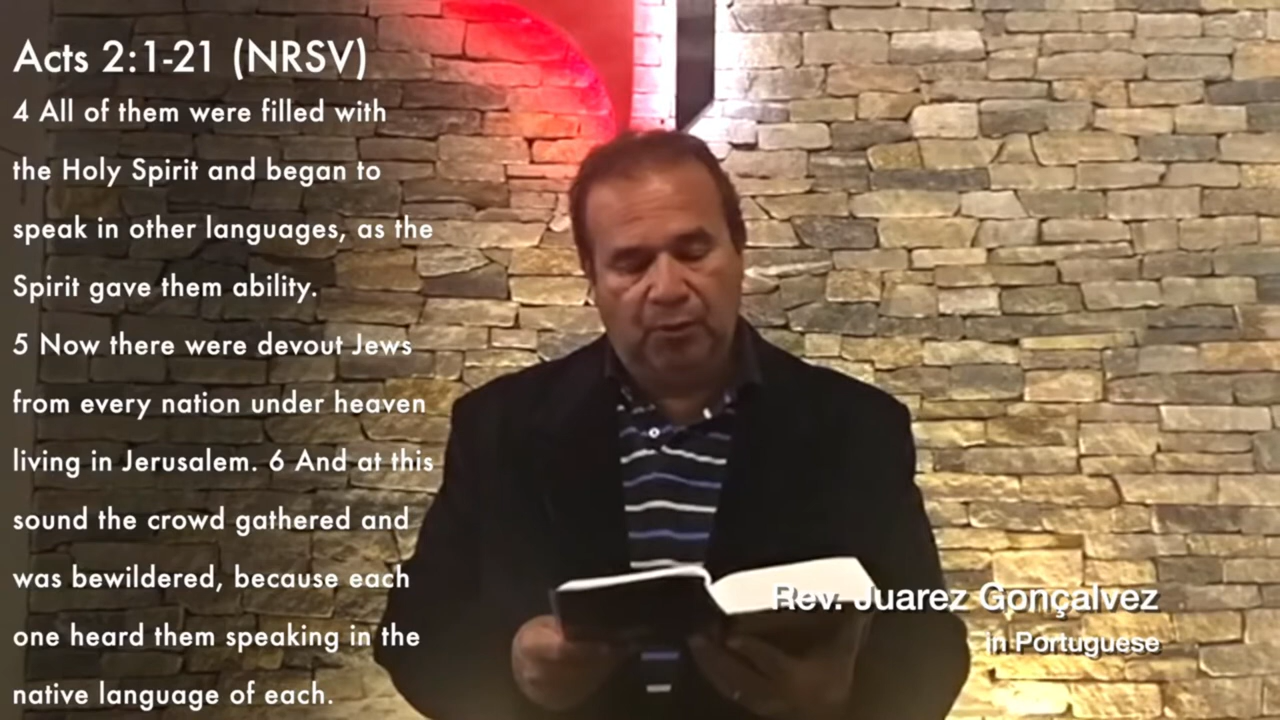 Acts 2:1-21 (NRSV)
4 All of them were filled with
the Holy Spirit and began to
speak in other languages, as the
Spirit gave them ability.
5 Now there were devout Jews
from every nation under heaven
living in Jerusalem. 6 And at this
sound the crowd gathered and
was bewildered, because each
one heard them speaking in the
native language of each.
Rev. Juarez Gonçalvez
in Portuguese